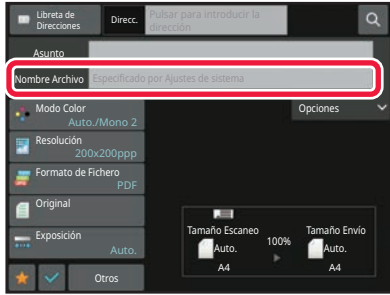 Libreta de
Direcciones
Direcc.
Pulsar para introducir la
dirección
Asunto
Nombre Archivo
Especificado por Ajustes de sistema
Modo Color
Auto./Mono 2
Opciones
Resolución
200x200ppp
Formato de Fichero
PDF
Original
Exposición
Auto.
Otros
Tamaño Escaneo
Auto.
A4
100%
Tamaño Envío
Auto.
A4